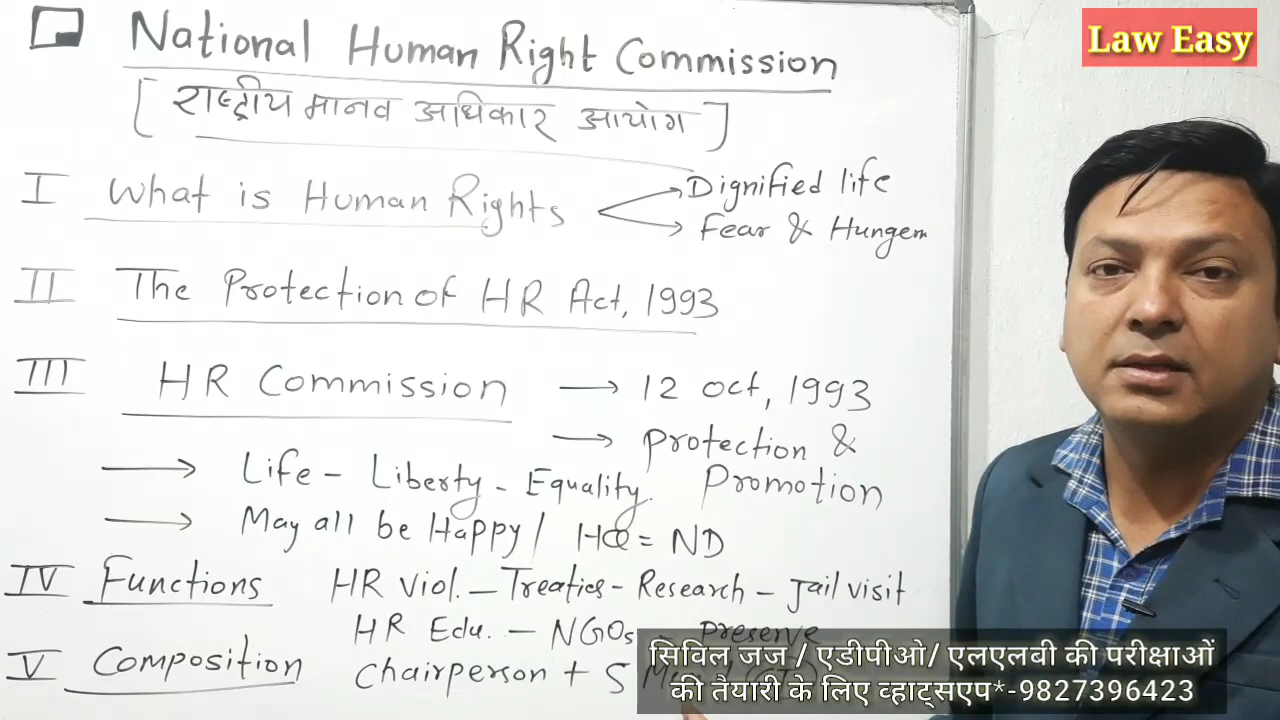 Law Easy
National Human Right Commission
[ राष्ट्रीय मानव अधिकार आयोग ]
I What is Human Rights → Dignified life
→ Fear & Hunger
II The Protection of HR Act, 1993
III HR Commission → 12 Oct, 1993
→ Protection & Promotion
→ Life - Liberty - Equality.
→ May all be Happy / HQ = ND
IV Functions HR Viol. - Treaties - Research - Jail visit
HR Edu. - NGOs - Preserve
V Composition Chairperson + 5
सिविल जज / एडीपीओ/ एलएलबी की परीक्षाओं
की तैयारी के लिए व्हाट्सएप*-9827396423